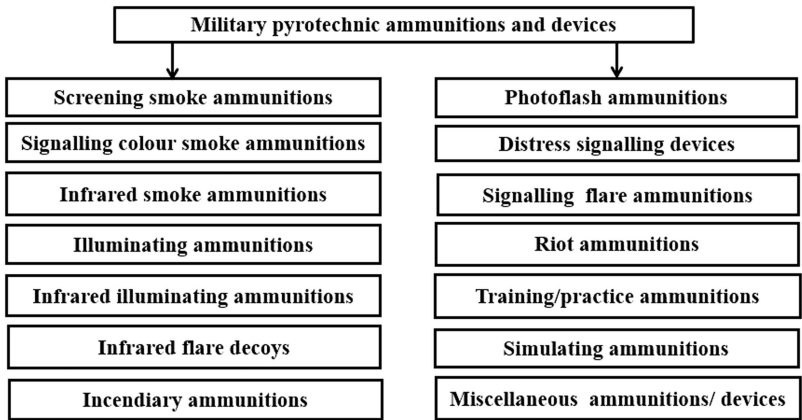 Military pyrotechnic ammunitions and devices
Screening smoke ammunitions
Signalling colour smoke ammunitions
Infrared smoke ammunitions
Illuminating ammunitions
Infrared illuminating ammunitions
Infrared flare decoys
Incendiary ammunitions
Photoflash ammunitions
Distress signalling devices
Signalling flare ammunitions
Riot ammunitions
Training/practice ammunitions
Simulating ammunitions
Miscellaneous ammunitions/ devices